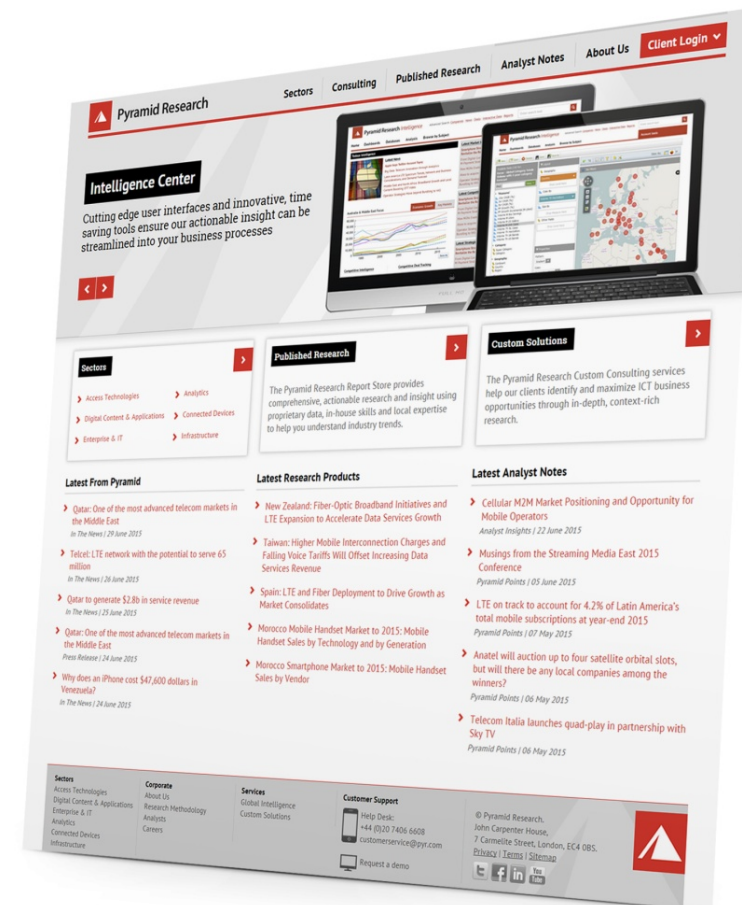 Pyramid Research
Sectors
Consulting
Published Research
Analyst Notes
About Us
Client Login
Intelligence Center
Cutting edge user interfaces and innovative, time
saving tools ensure our actionable insight can be
streamlined into your business processes
Pyramid Research Intelligence
Pyramid Research Intelligence
Sectors
Access Technologies
Analytics
Digital Content & Applications
Connected Devices
Enterprise & IT
Infrastructure
Published Research
The Pyramid Research Report Store provides
comprehensive, actionable research and insight using
proprietary data, in-house skills and local expertise
to help you understand industry trends.
Custom Solutions
The Pyramid Research Custom Consulting services
help our clients identify and maximize ICT business
opportunities through in-depth, context-rich
research.
Latest From Pyramid
Qatar: One of the most advanced telecom markets in
the Middle East
In The News | 29 June 2015
Telcel: LTE network with the potential to serve 65
million
In The News | 26 June 2015
Qatar to generate $2.8b in service revenue
In The News | 25 June 2015
Qatar: One of the most advanced telecom markets in
the Middle East
Press Release | 24 June 2015
Why does an iPhone cost $47,600 dollars in
Venezuela?
In The News | 24 June 2015
Latest Research Products
New Zealand: Fiber-Optic Broadband Initiatives and
LTE Expansion to Accelerate Data Services Growth
Taiwan: Higher Mobile Interconnection Charges and
Falling Voice Tariffs Will Offset Increasing Data
Services Revenue
Spain: LTE and Fiber Deployment to Drive Growth as
Market Consolidates
Morocco Mobile Handset Market to 2015: Mobile
Handset Sales by Technology and by Generation
Morocco Smartphone Market to 2015: Mobile Handset
Sales by Vendor
Latest Analyst Notes
Cellular M2M Market Positioning and Opportunity for
Mobile Operators
Analyst Insights | 22 June 2015
Musings from the Streaming Media East 2015
Conference
Pyramid Points | 05 June 2015
LTE on track to account for 4.2% of Latin America's
total mobile subscriptions at year-end 2015
Pyramid Points | 07 May 2015
Anatel will auction up to four satellite orbital slots,
but will there be any local companies among the
winners?
Pyramid Points | 06 May 2015
Telecom Italia launches quad-play in partnership with
Sky TV
Pyramid Points | 06 May 2015
Sectors
Access Technologies
Digital Content & Applications
Enterprise & IT
Analytics
Connected Devices
Infrastructure
Corporate
About Us
Research Methodology
Analysts
Careers
Services
Global Intelligence
Custom Solutions
Customer Support
Help Desk:
+44 (0)20 7406 6608
customerservice@pyr.com
Request a demo
© Pyramid Research.
John Carpenter House,
7 Carmelite Street, London, EC4 0BS.
Privacy | Terms | Sitemap
You
Tube